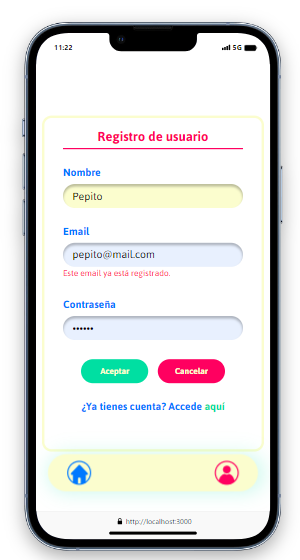 11:22
5G
Registro de usuario
Nombre
Pepito
Email
pepito@mail.com
Este email ya está registrado.
Contraseña
••••••
Aceptar Cancelar
¿Ya tienes cuenta? Accede aquí
http://localhost:3000